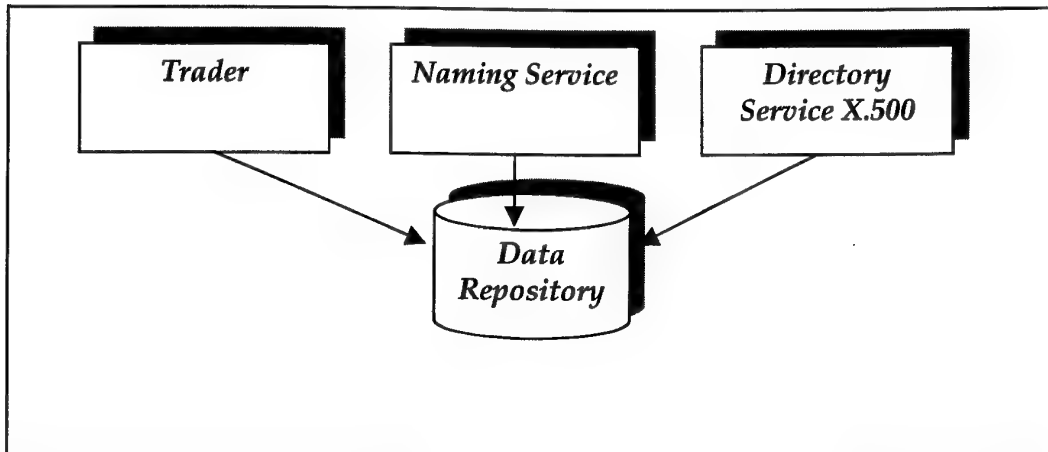 Trader
Naming Service
Directory
Service X.500
Data
Repository